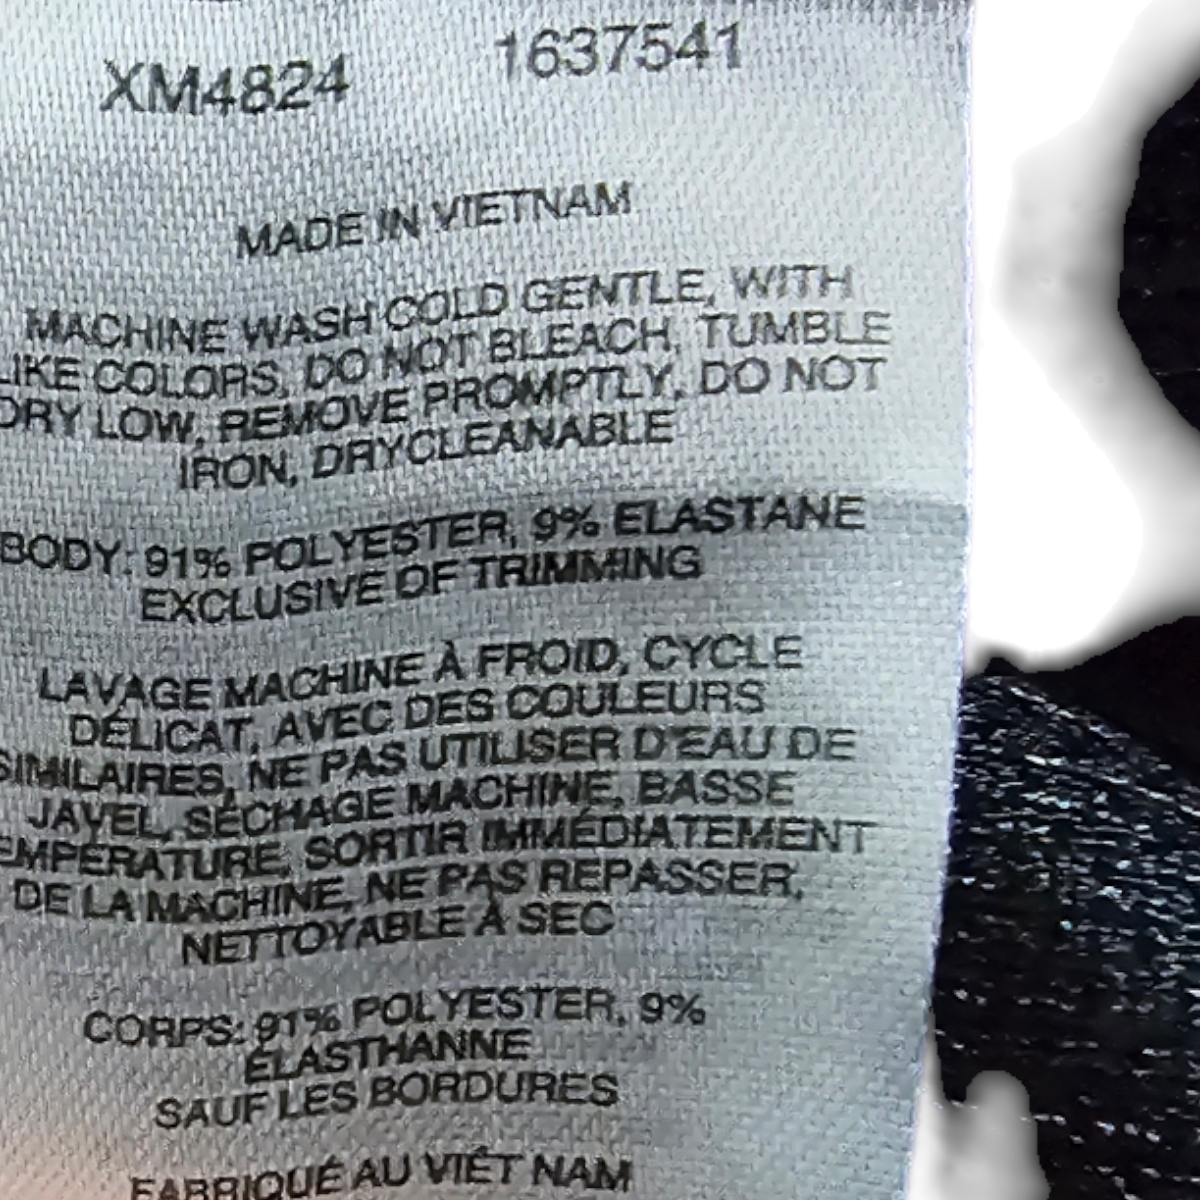 XM4824 1637541
MADE IN VIETNAM
MACHINE WASH COLD GENTLE, WITH
LIKE COLORS, DO NOT BLEACH, TUMBLE
DRY LOW, REMOVE PROMPTLY, DO NOT
IRON, DRYCLEANABLE
BODY: 91% POLYESTER, 9% ELASTANE
EXCLUSIVE OF TRIMMING
LAVAGE MACHINE À FROID, CYCLE
DÉLICAT, AVEC DES COULEURS
SIMILAIRES, NE PAS UTILISER D'EAU DE
JAVEL, SÉCHAGE MACHINE, BASSE
EMPÉRATURE, SORTIR IMMÉDIATEMENT
DE LA MACHINE, NE PAS REPASSER,
NETTOYABLE À SEC
CORPS: 91% POLYESTER, 9%
ÉLASTHANNE
SAUF LES BORDURES
FABRIQUÉ AU VIÊT NAM